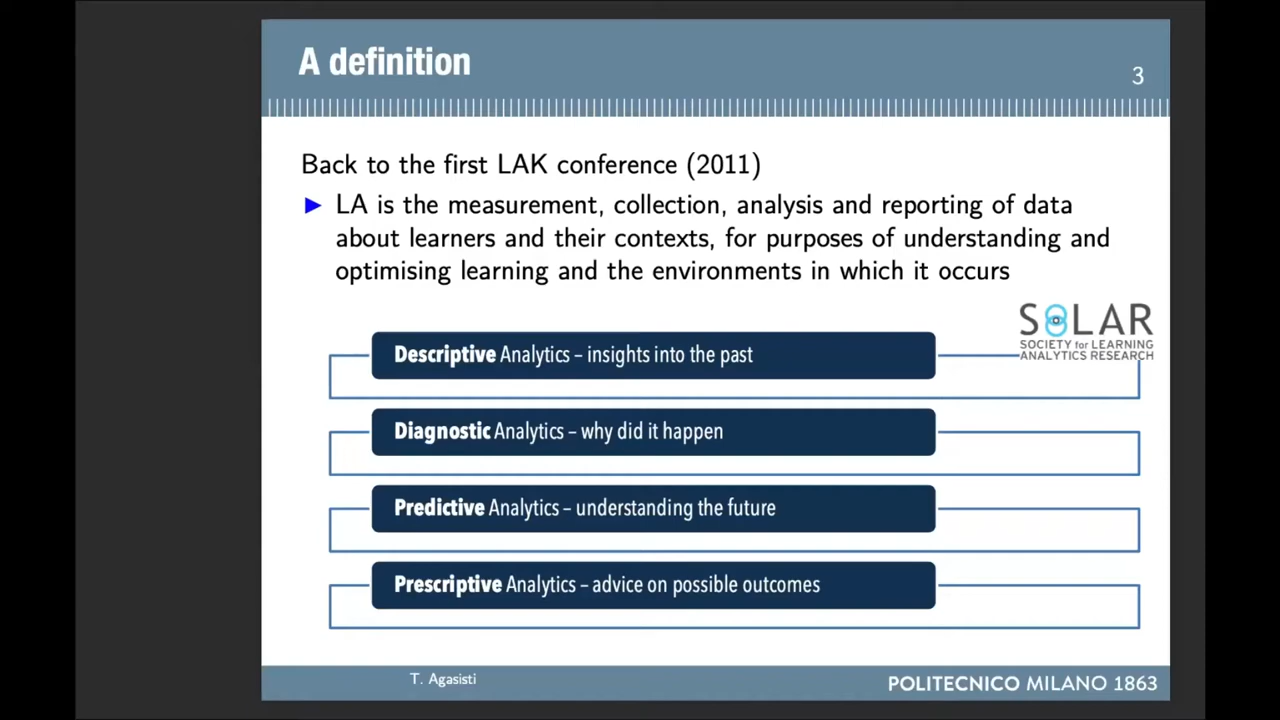 A definition
3
Back to the first LAK conference (2011)
LA is the measurement, collection, analysis and reporting of data
about learners and their contexts, for purposes of understanding and
optimising learning and the environments in which it occurs
SOLAR
SOCIETY for LEARNING
ANALYTICS RESEARCH
Descriptive Analytics – insights into the past
Diagnostic Analytics – why did it happen
Predictive Analytics – understanding the future
Prescriptive Analytics – advice on possible outcomes
T. Agasisti
POLITECNICO MILANO 1863